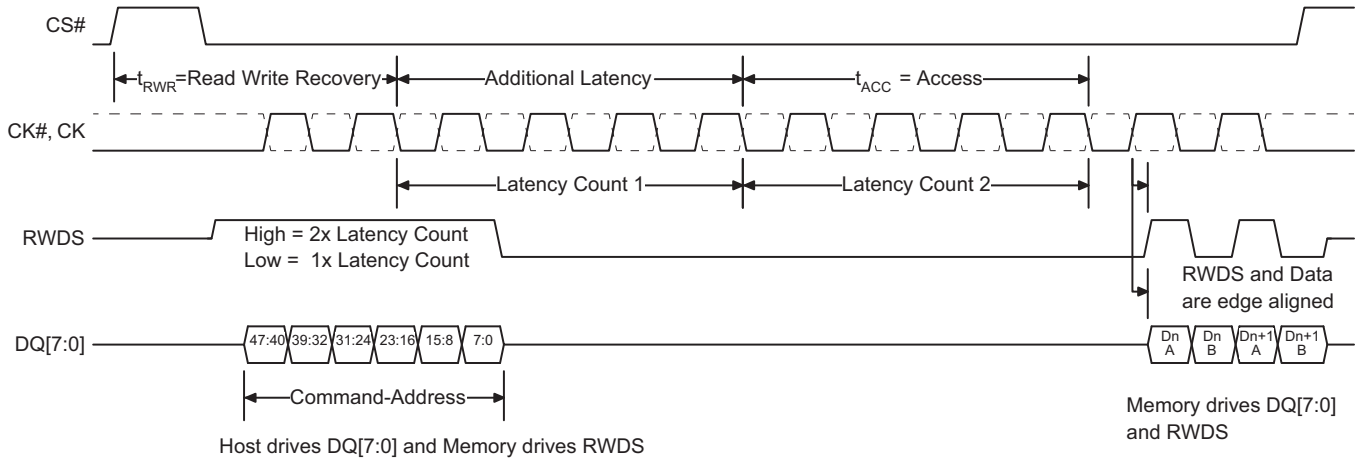 CS#
tRWR=Read Write Recovery
Additional Latency
tACC = Access
CK#, CK
Latency Count 1
Latency Count 2
RWDS
High = 2x Latency Count
Low = 1x Latency Count
RWDS and Data
are edge aligned
DQ[7:0]
47:40
39:32
31:24
23:16
15:8
7:0
Dn
A
Dn
B
Dn+1
A
Dn+1
B
Command-Address
Memory drives DQ[7:0]
and RWDS
Host drives DQ[7:0] and Memory drives RWDS